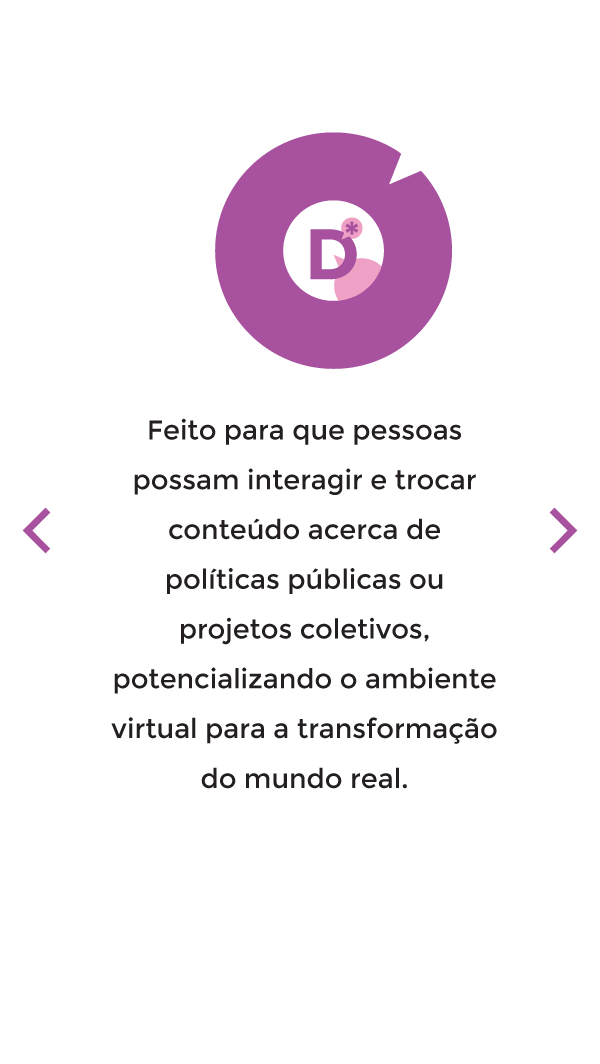 D*
Feito para que pessoas
possam interagir e trocar
conteúdo acerca de
políticas públicas ou
projetos coletivos,
potencializando o ambiente
virtual para a transformação
do mundo real.